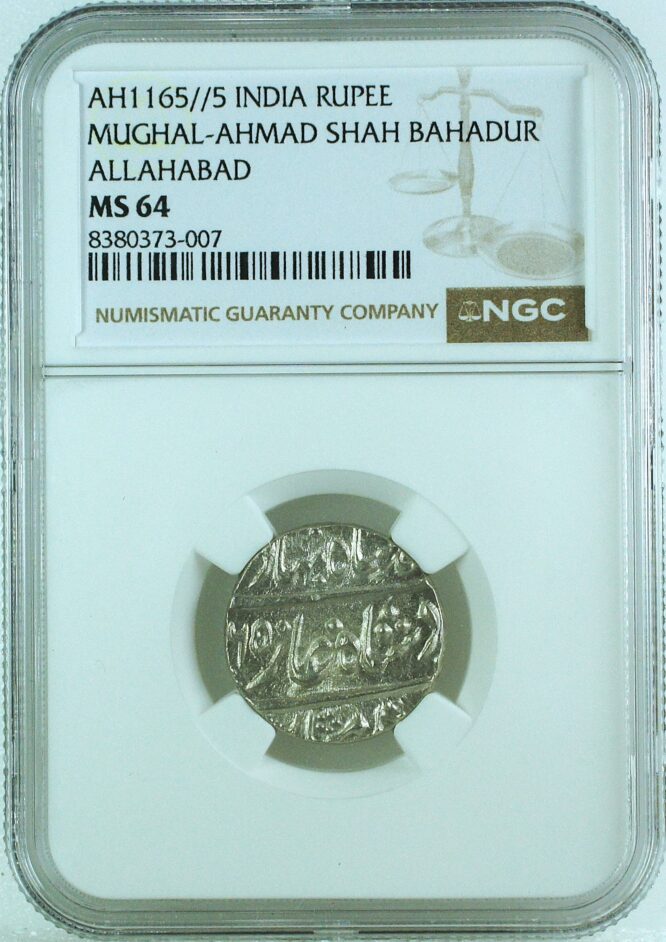 AH1165//5 INDIA RUPEE
MUGHAL-AHMAD SHAH BAHADUR
ALLAHABAD
MS 64
8380373-007
NUMISMATIC GUARANTY COMPANY
NGC